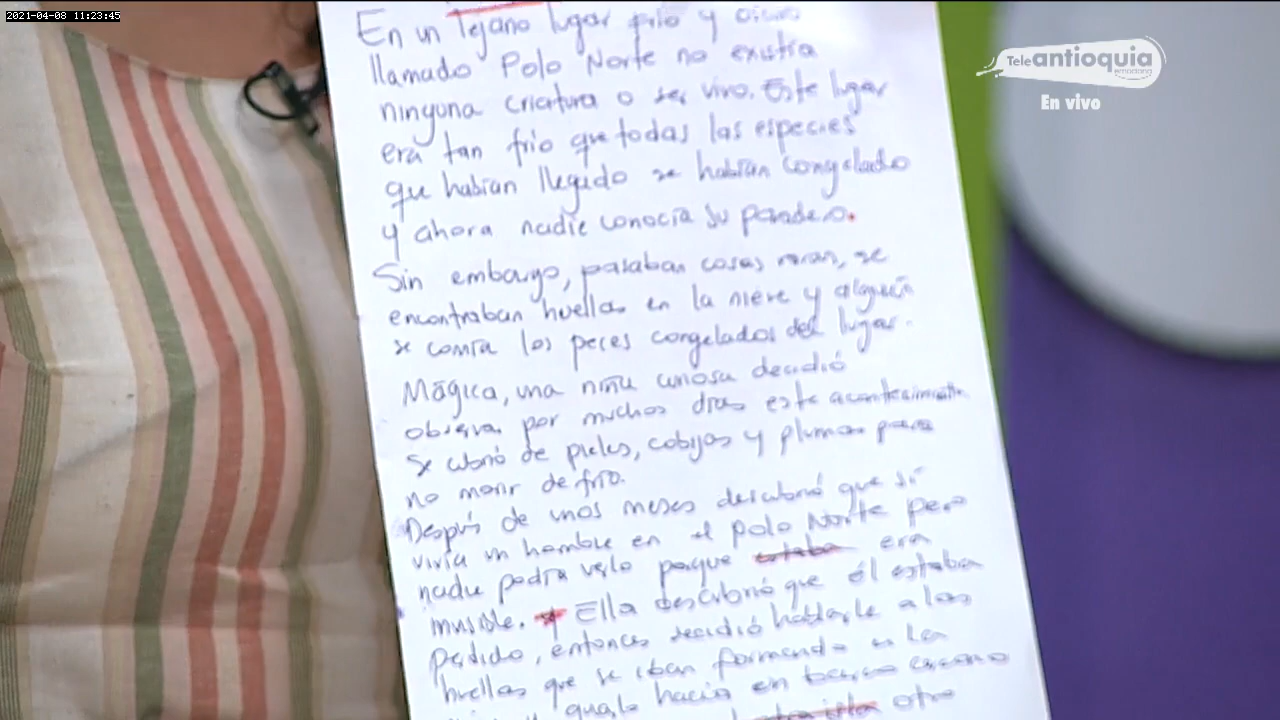 2021-04-08 11:23:45
Teleantioquia
En vivo
En un lejano lugar frío y
llamado Polo Norte no existía
ninguna criatura o ser vivo. Este lugar
era tan frío que todas las especies
que habían llegado se habían congelado
y ahora nadie conocía su paradero.
Sin embargo, pasaban cosas raras, se
encontraban huellas en la nieve y alguien
se comía los peces congelados del lugar.
Mágica, una niña curiosa decidió
observar por muchos días este acontecimiento
se cubrió de pieles, cobijas y plumas para
no morir de frío.
Después de unos meses descubrió que sí
vivía un hombre en el Polo Norte pero
nadie podía verlo porque estaba era
invisible. y Ella descubrió que él estaba
perdido, entonces decidió hablarle a las
huellas que se iban formando en la
hacía en barco
otro